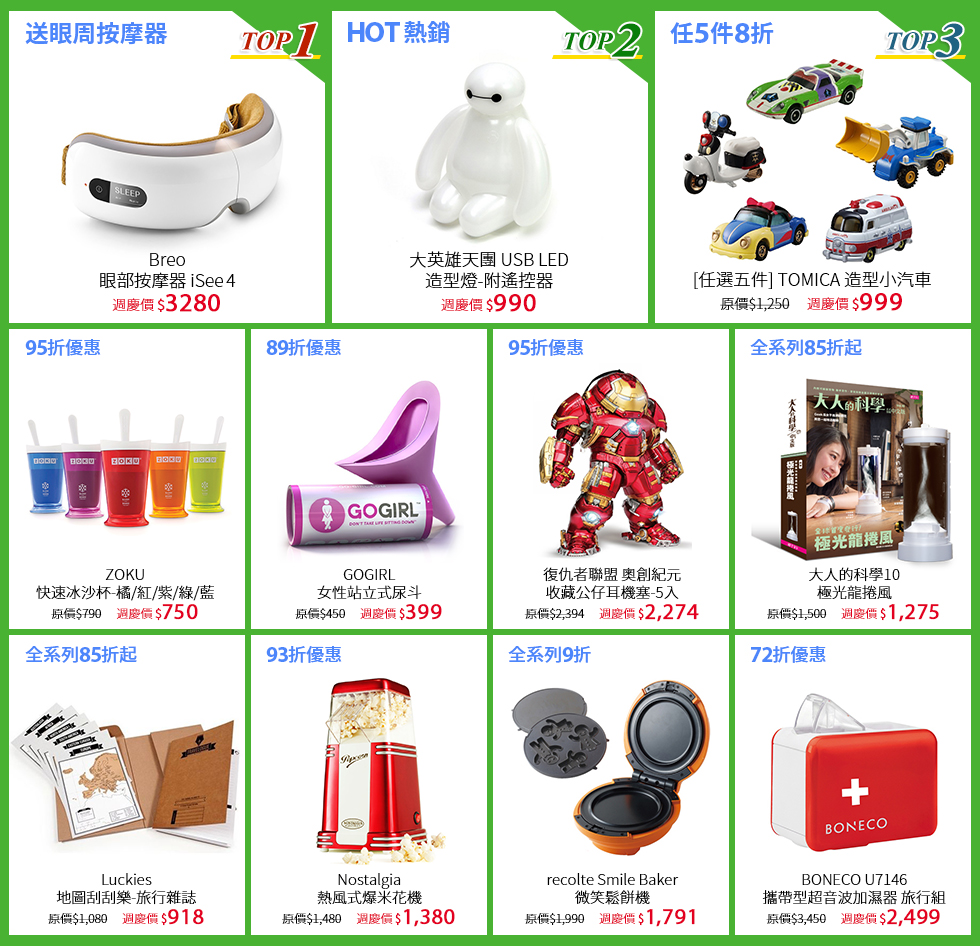 送眼周按摩器
TOP 1
SLEEP
Breo
眼部按摩器 iSee 4
週慶價 $3280
HOT 熱銷
TOP 2
大英雄天團 USB LED
造型燈-附遙控器
週慶價 $990
任5件8折
TOP 3
[任選五件] TOMICA 造型小汽車
原價$1,250 週慶價 $999
95折優惠
ZOKU ZOKU ZOKU ZOKU ZOKU
ZOKU
快速冰沙杯-橘/紅/紫/綠/藍
原價$790 週慶價 $750
89折優惠
GOGIRL
DON'T TAKE LIFE SITTING DOWN
GOGIRL
女性站立式尿斗
原價$450 週慶價 $399
95折優惠
復仇者聯盟 奧創紀元
收藏公仔耳機塞-5入
原價$2,394 週慶價 $2,274
全系列85折起
大人的科學
極光龍捲風
極光龍捲風
大人的科學10
極光龍捲風
原價$1,500 週慶價 $1,275
全系列85折起
Luckies
地圖刮刮樂-旅行雜誌
原價$1,080 週慶價 $918
93折優惠
Popcorn
NOSTALGIA
Nostalgia
熱風式爆米花機
原價$1,480 週慶價 $1,380
全系列9折
recolte Smile Baker
微笑鬆餅機
原價$1,990 週慶價 $1,791
72折優惠
BONECO
BONECO U7146
攜帶型超音波加濕器 旅行組
原價$3,450 週慶價 $2,499